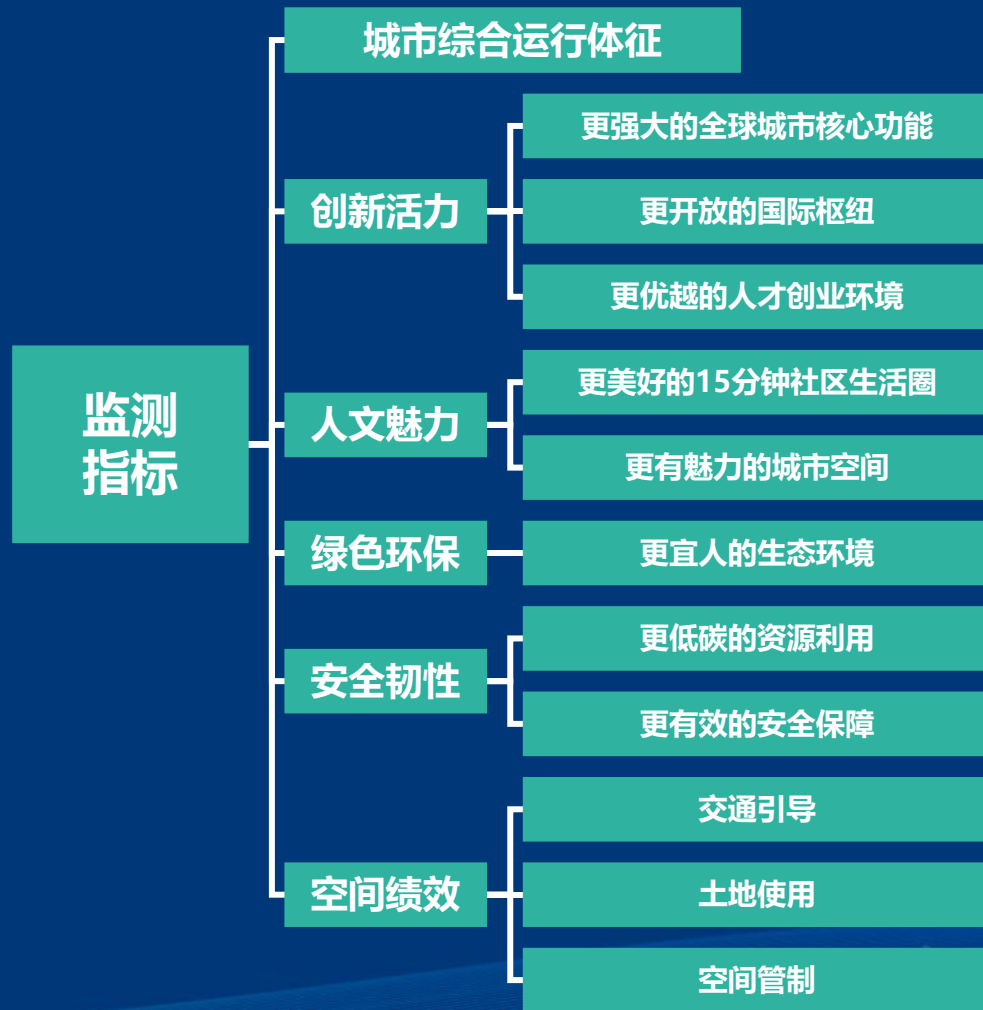 城市综合运行体征
更强大的全球城市核心功能
创新活力
更开放的国际枢纽
更优越的人才创业环境
监测
指标
更美好的15分钟社区生活圈
人文魅力
更有魅力的城市空间
绿色环保
更宜人的生态环境
更低碳的资源利用
安全韧性
更有效的安全保障
交通引导
空间绩效
土地使用
空间管制